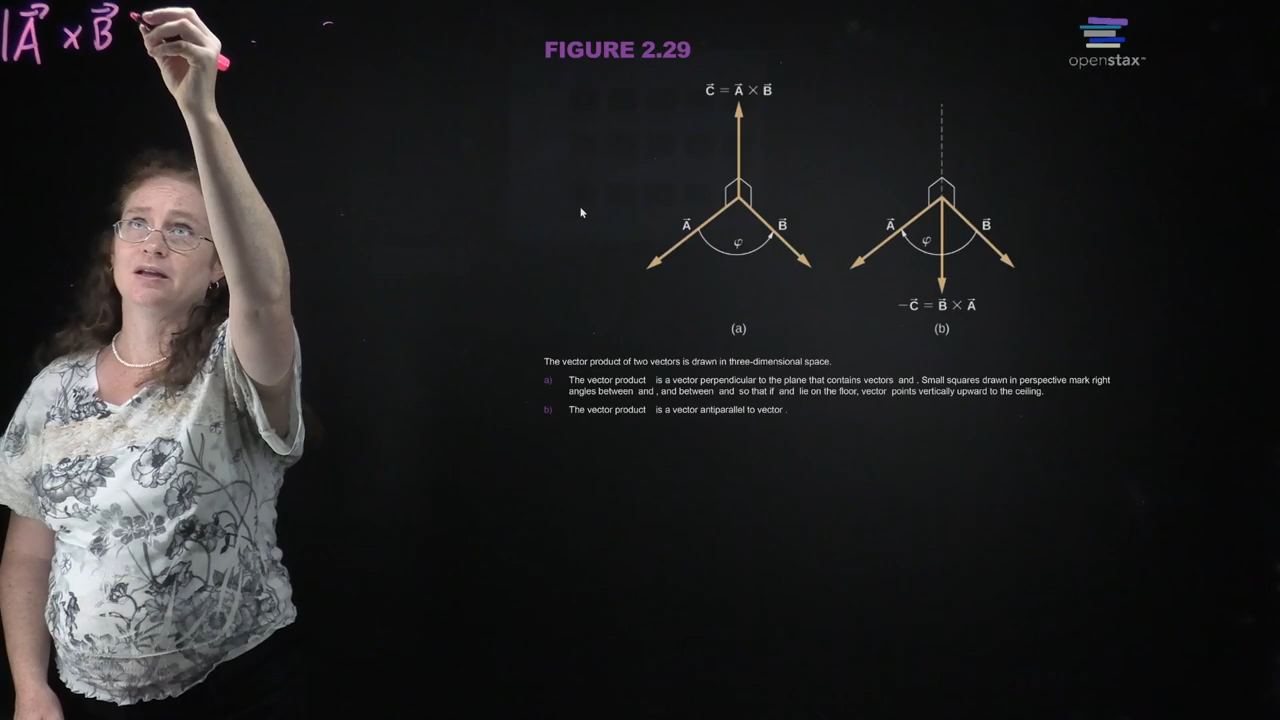 |A⃗ × B⃗
FIGURE 2.29
openstax™
C⃗ = A⃗ × B⃗
A⃗
B⃗
φ
(a)
A⃗
B⃗
φ
−C⃗ = B⃗ × A⃗
(b)
The vector product of two vectors is drawn in three-dimensional space.
a) The vector product is a vector perpendicular to the plane that contains vectors and . Small squares drawn in perspective mark right
angles between and , and between and so that if and lie on the floor, vector points vertically upward to the ceiling.
b) The vector product is a vector antiparallel to vector .